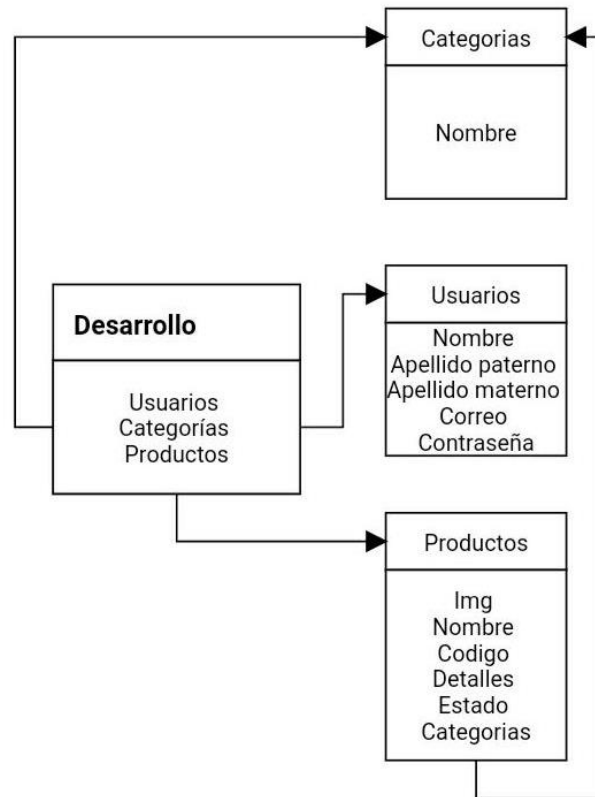 Categorias
Nombre
Desarrollo
Usuarios
Categorías
Productos
Usuarios
Nombre
Apellido paterno
Apellido materno
Correo
Contraseña
Productos
Img
Nombre
Codigo
Detalles
Estado
Categorias